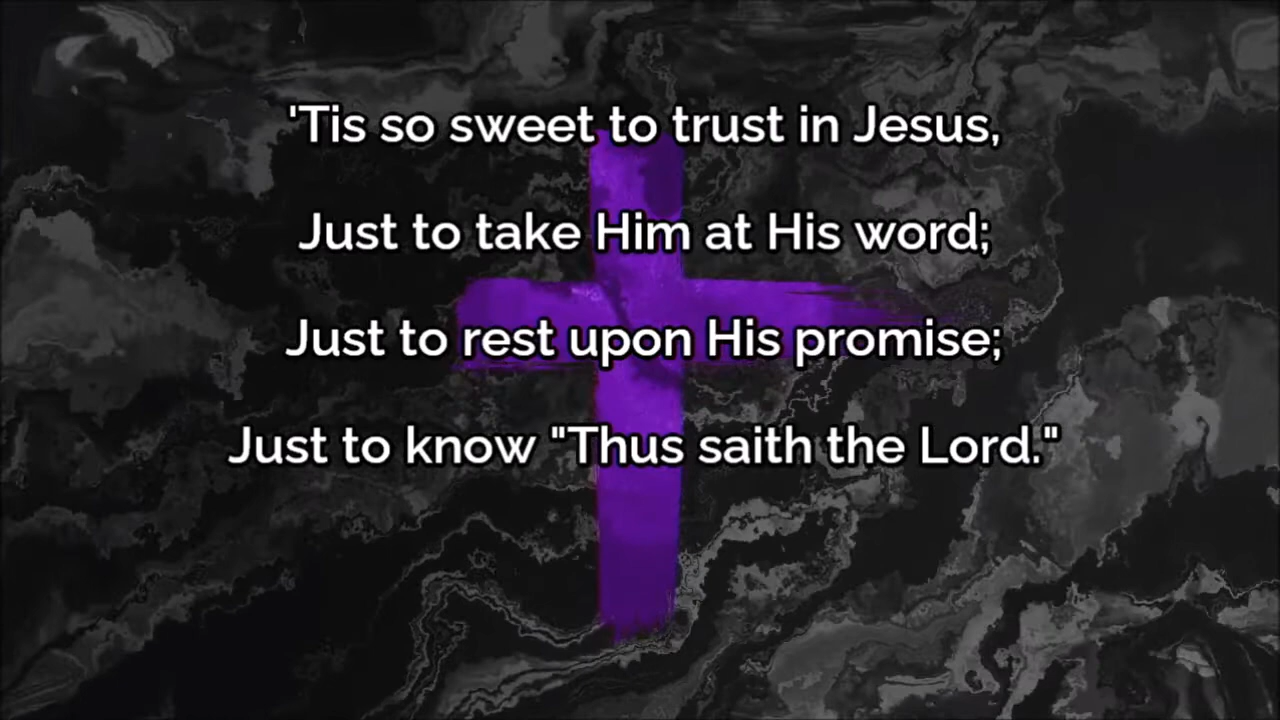 'Tis so sweet to trust in Jesus,
Just to take Him at His word;
Just to rest upon His promise;
Just to know "Thus saith the Lord."